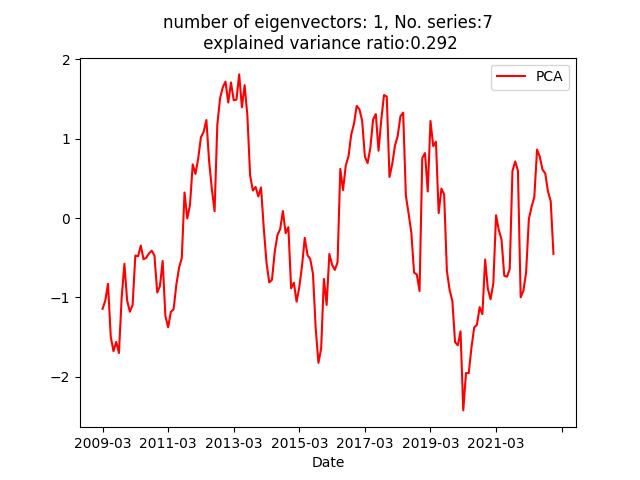 number of eigenvectors: 1, No. series:7
explained variance ratio:0.292
PCA
2
1
0
−1
−2
2009-03 2011-03 2013-03 2015-03 2017-03 2019-03 2021-03
Date